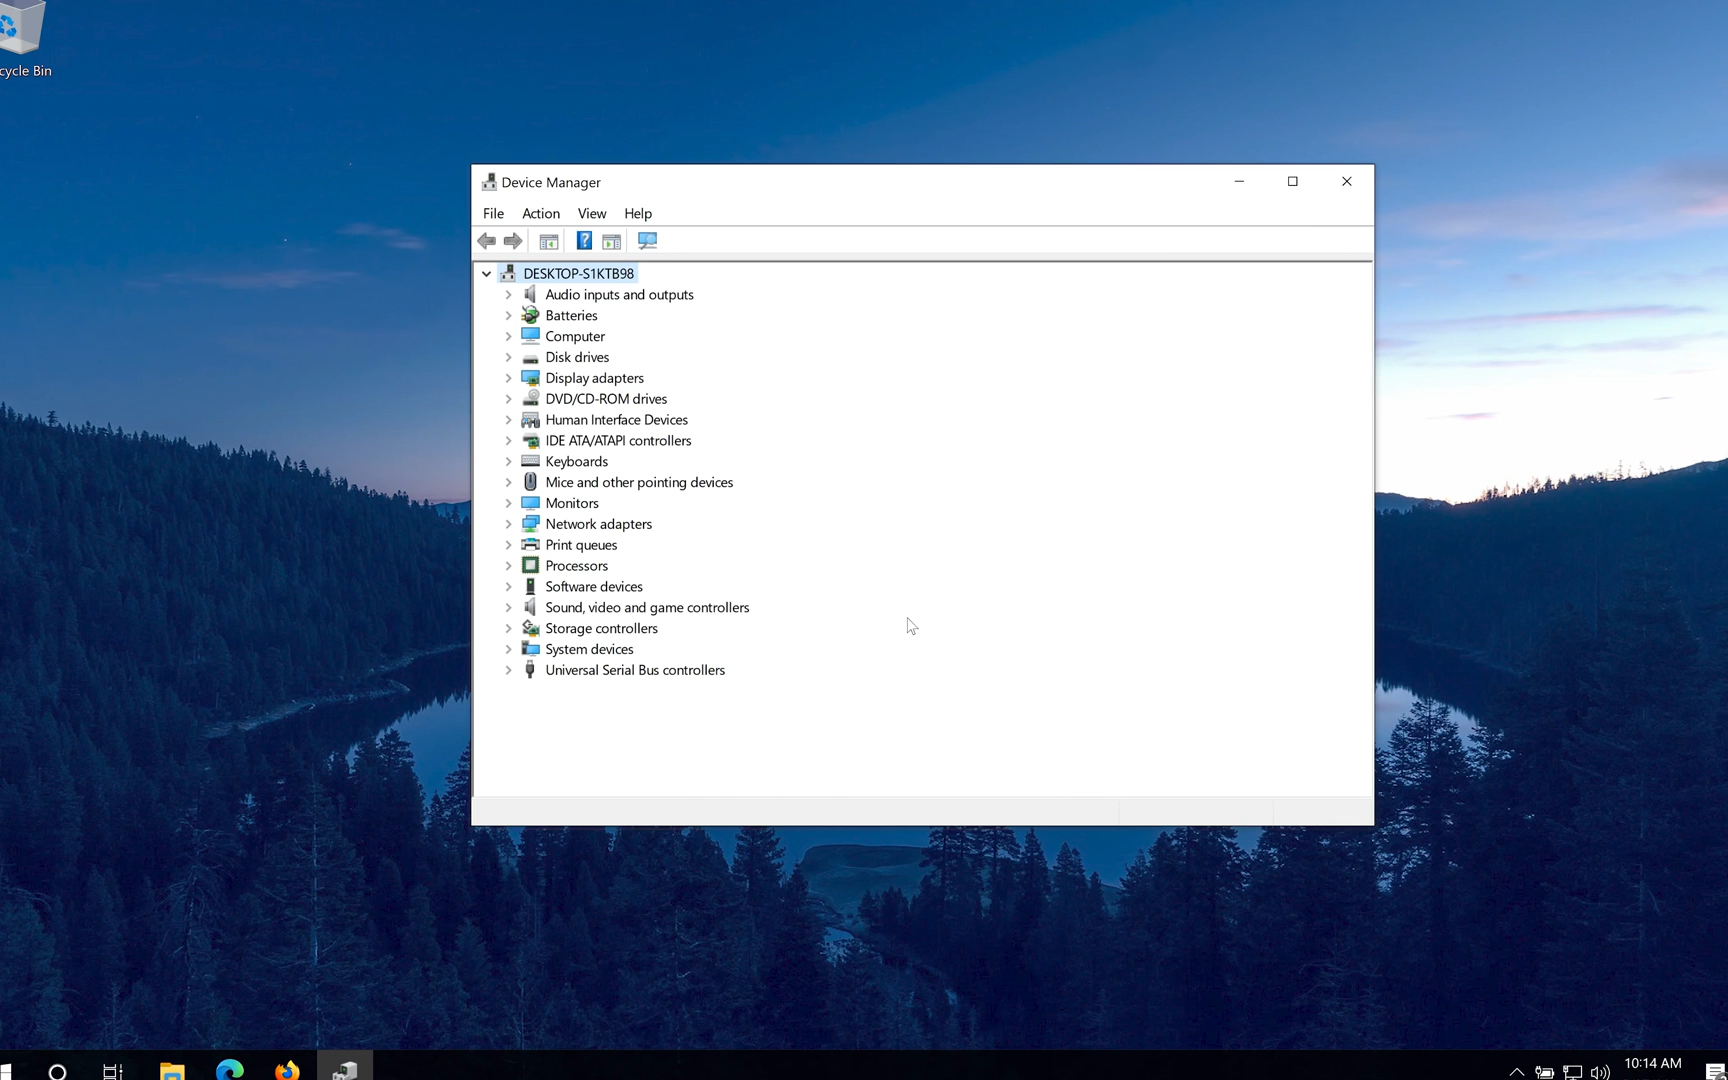 cycle Bin
Device Manager
File Action View Help
?
DESKTOP-S1KTB98
Audio inputs and outputs
Batteries
Computer
Disk drives
Display adapters
DVD/CD-ROM drives
Human Interface Devices
IDE ATA/ATAPI controllers
Keyboards
Mice and other pointing devices
Monitors
Network adapters
Print queues
Processors
Software devices
Sound, video and game controllers
Storage controllers
System devices
Universal Serial Bus controllers
10:14 AM